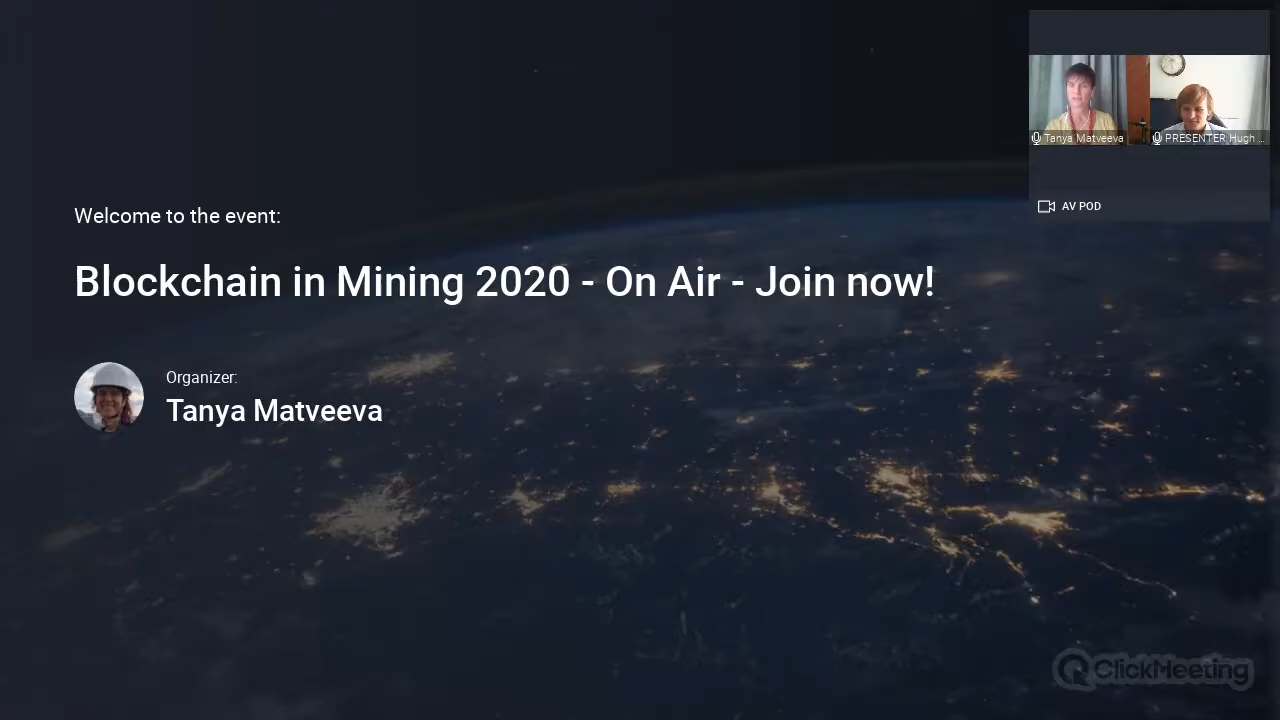 Tanya Matveeva
PRESENTER Hugh ...
AV POD
Welcome to the event:
Blockchain in Mining 2020 - On Air - Join now!
Organizer:
Tanya Matveeva
ClickMeeting